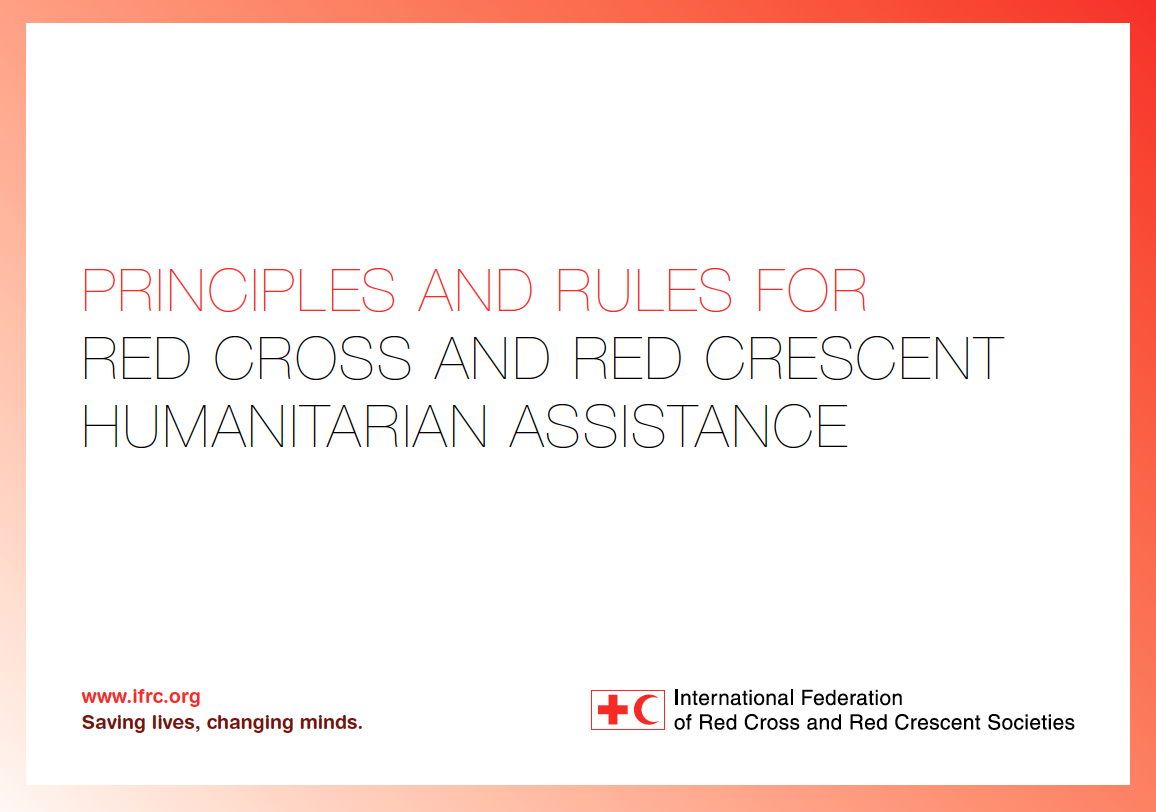 PRINCIPLES AND RULES FOR
RED CROSS AND RED CRESCENT
HUMANITARIAN ASSISTANCE
www.ifrc.org
Saving lives, changing minds.
International Federation
of Red Cross and Red Crescent Societies